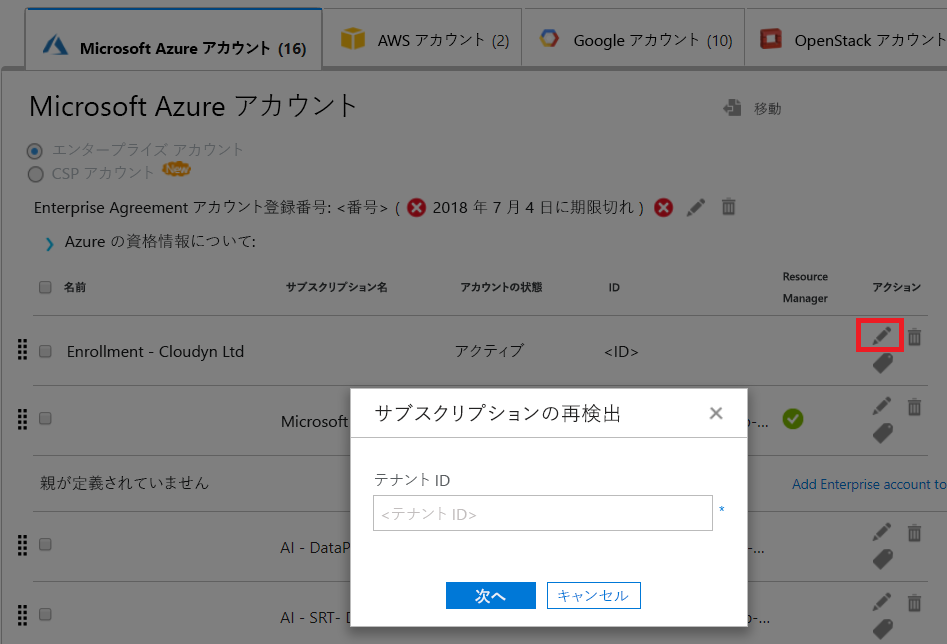 Microsoft Azure アカウント (16)
AWS アカウント (2)
Google アカウント (10)
OpenStack アカウント
Microsoft Azure アカウント
移動
エンタープライズ アカウント
CSP アカウント New
Enterprise Agreement アカウント登録番号: <番号> ( 2018 年 7 月 4 日に期限切れ )
Azure の資格情報について:
名前 サブスクリプション名 アカウントの状態 ID Resource Manager アクション
Enrollment - Cloudyn Ltd アクティブ <ID>
Microsoft
サブスクリプションの再検出
親が定義されていません
Add Enterprise account to
テナント ID
<テナント ID> *
AI - DataP
AI - SRT-
次へ キャンセル